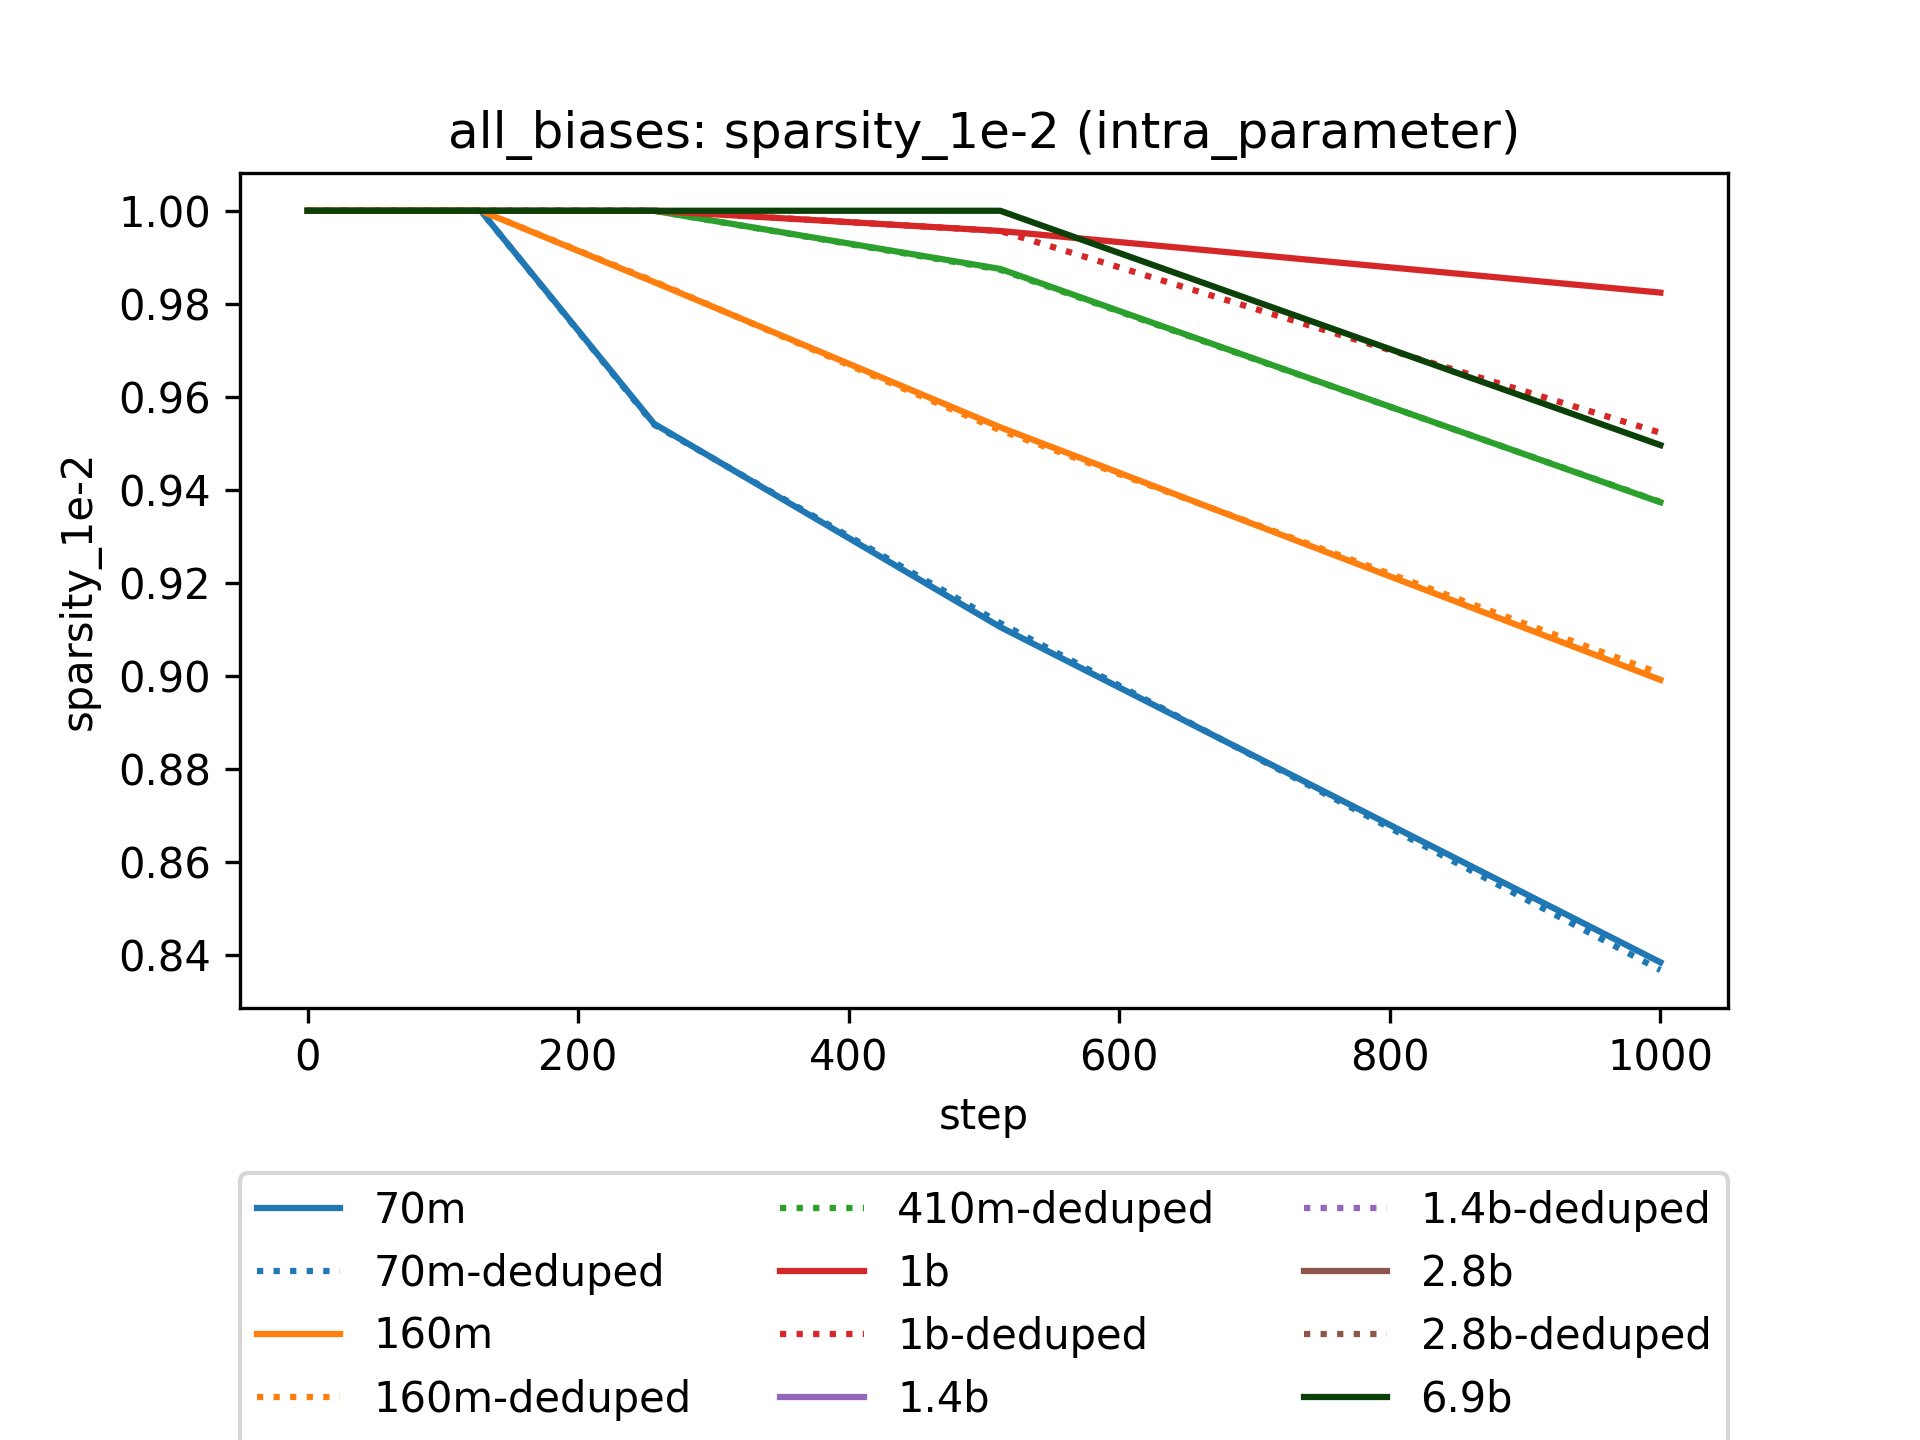 all_biases: sparsity_1e-2 (intra_parameter)
1.00
0.98
0.96
0.94
0.92
0.90
0.88
0.86
0.84
sparsity_1e-2
0 200 400 600 800 1000
step
70m
70m-deduped
160m
160m-deduped
410m-deduped
1b
1b-deduped
1.4b
1.4b-deduped
2.8b
2.8b-deduped
6.9b